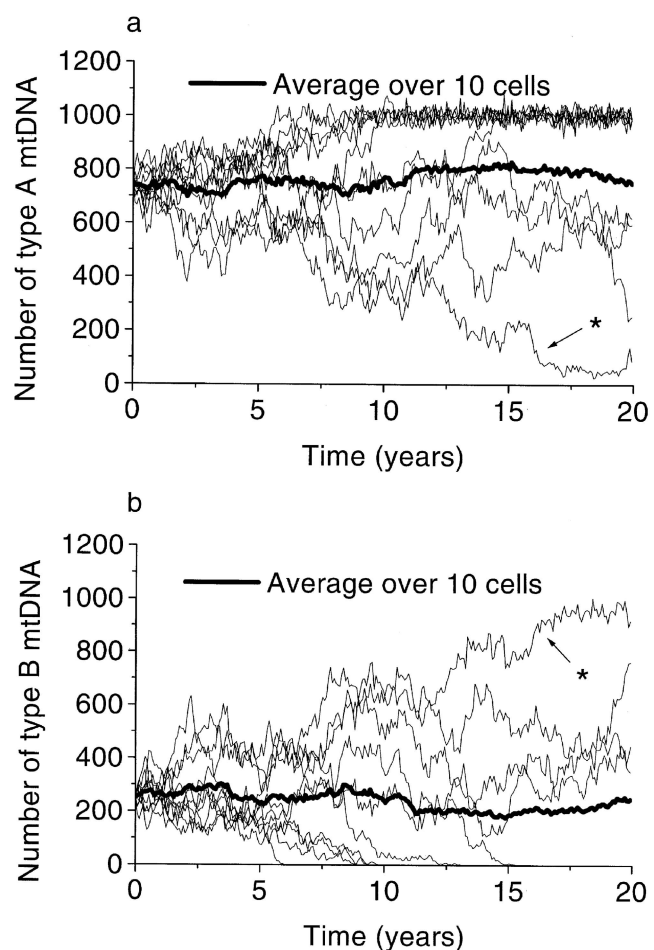 a
Number of type A mtDNA
1200
1000
800
600
400
200
0
Average over 10 cells
*
0 5 10 15 20
Time (years)
b
Number of type B mtDNA
1200
1000
800
600
400
200
0
Average over 10 cells
*
0 5 10 15 20
Time (years)